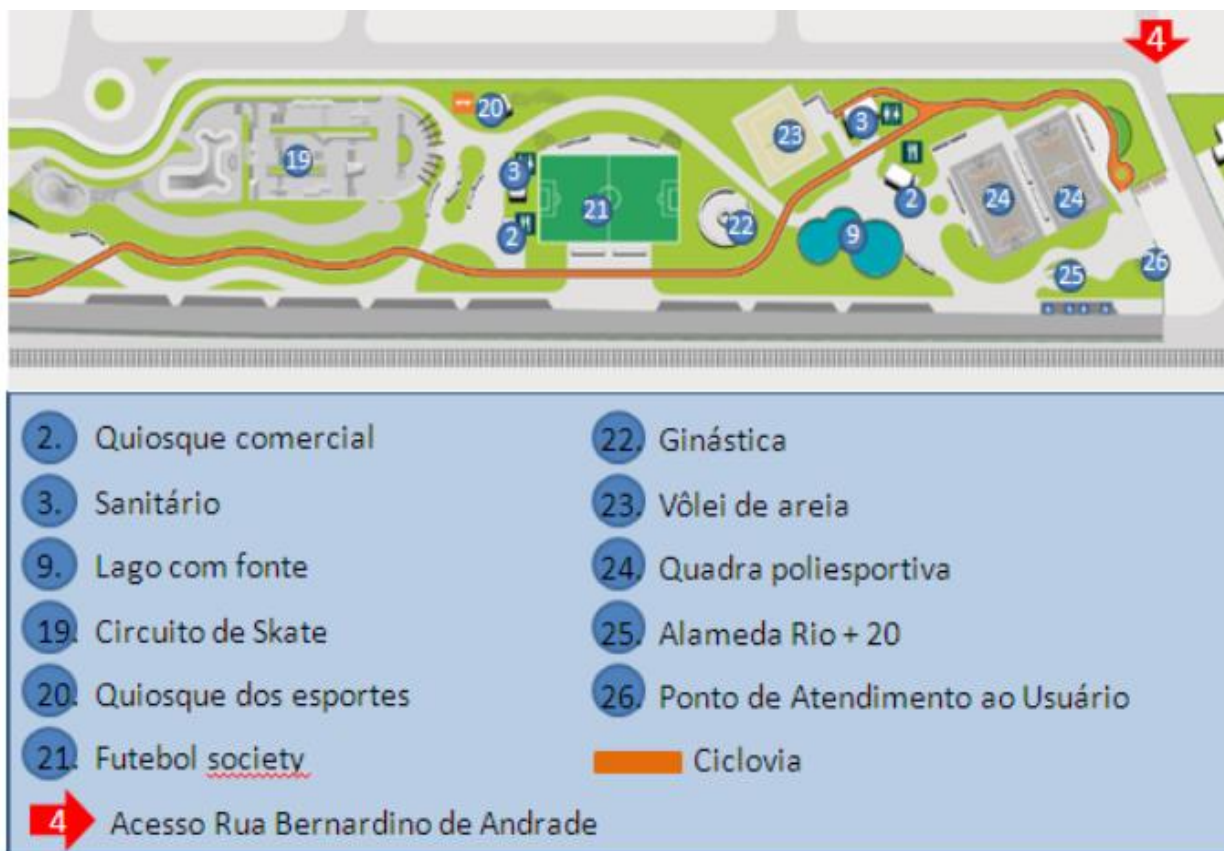 4
20
3
23
3
19
3
24
24
2
21
22
2
9
25
26
2. Quiosque comercial
3. Sanitário
9. Lago com fonte
19. Circuito de Skate
20. Quiosque dos esportes
21. Futebol society
4 Acesso Rua Bernardino de Andrade
22. Ginástica
23. Vôlei de areia
24. Quadra poliesportiva
25. Alameda Rio + 20
26. Ponto de Atendimento ao Usuário
Ciclovia